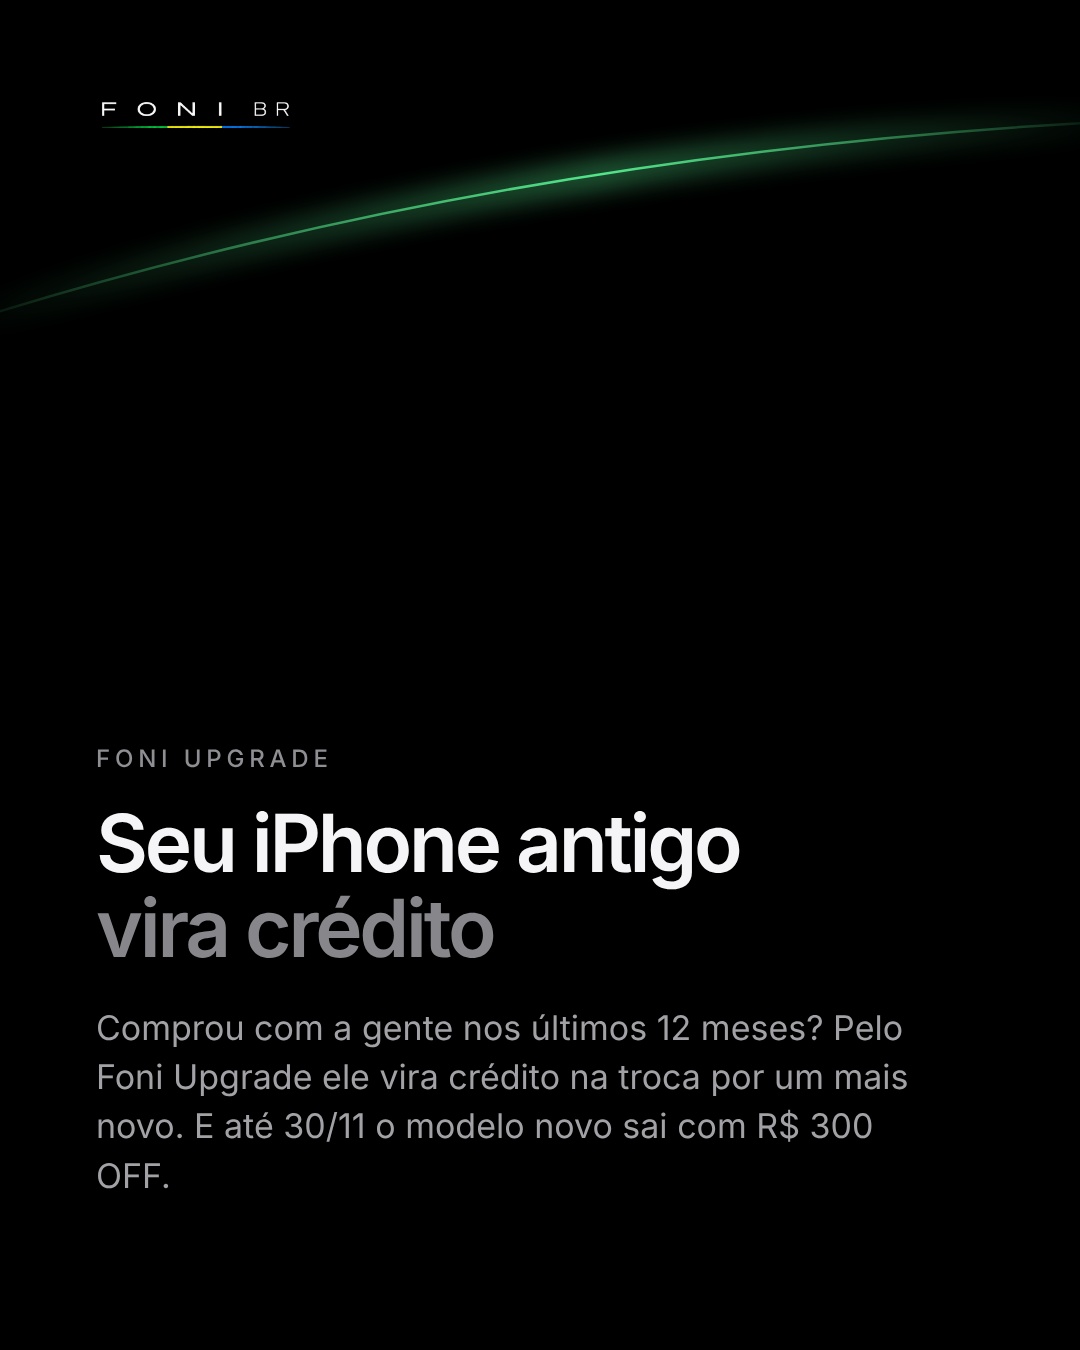 FONI BR
FONI UPGRADE
Seu iPhone antigo
vira crédito
Comprou com a gente nos últimos 12 meses? Pelo
Foni Upgrade ele vira crédito na troca por um mais
novo. E até 30/11 o modelo novo sai com R$ 300
OFF.